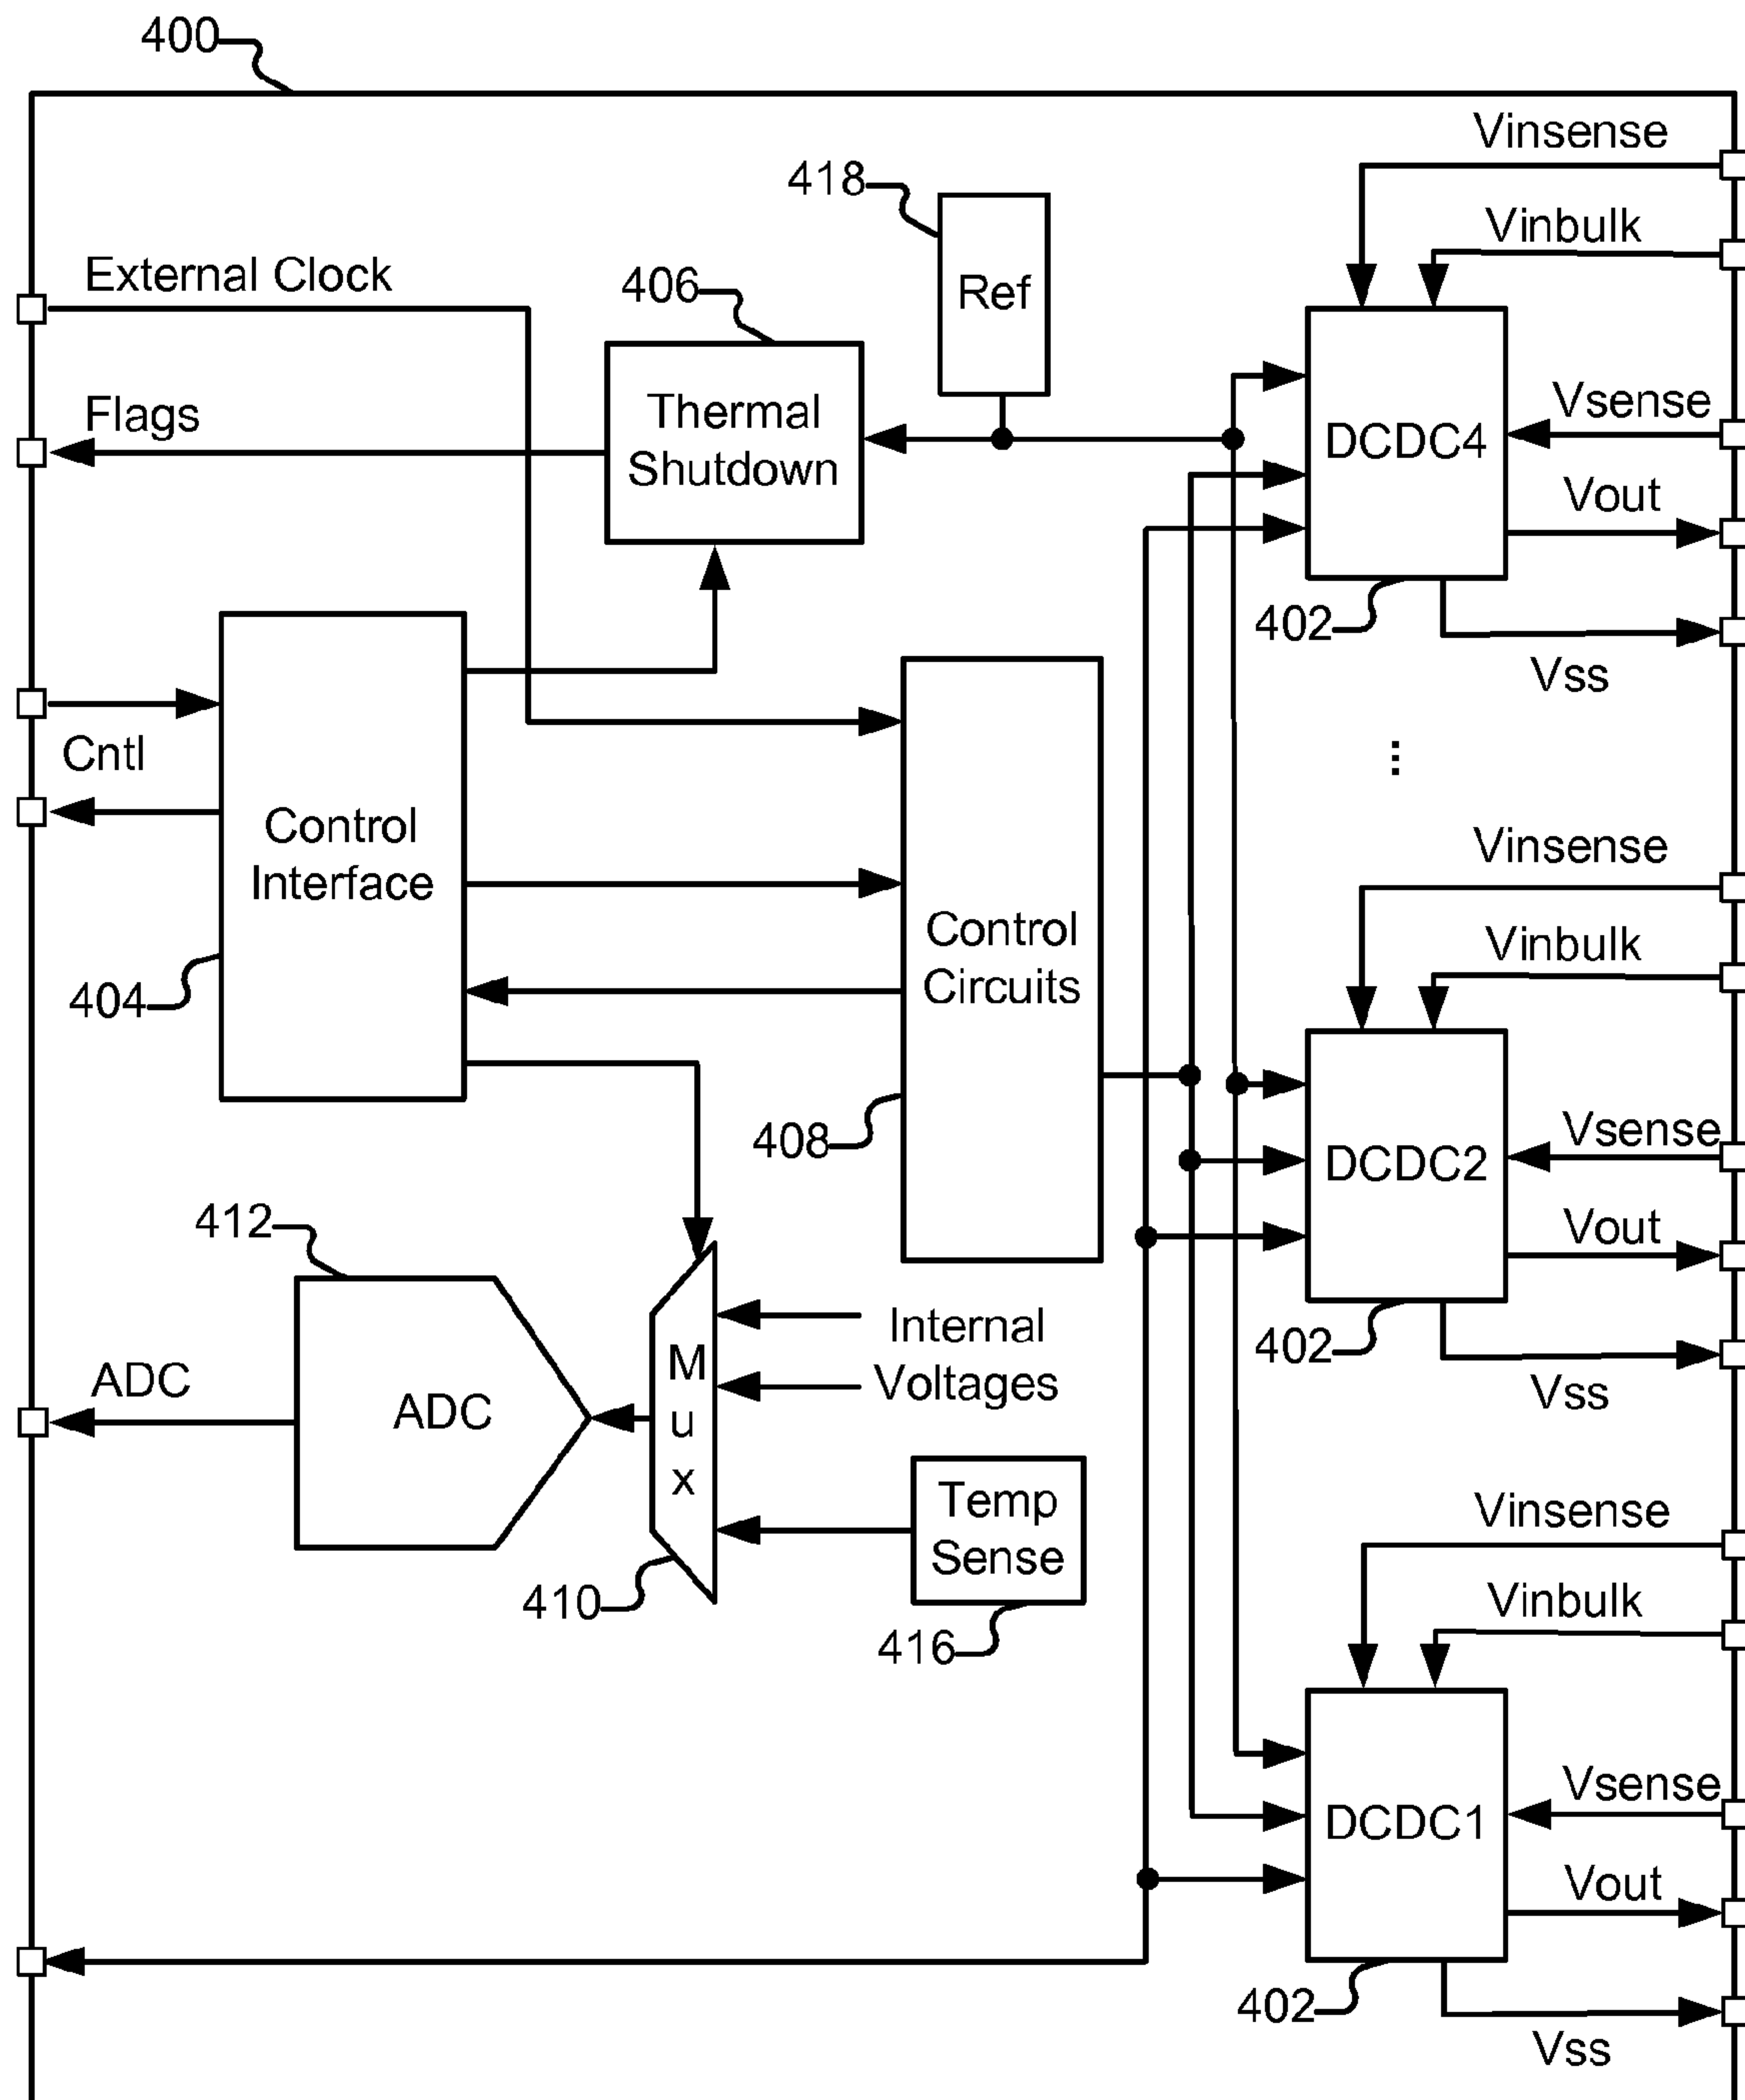 400
Vinsense
418
Vinbulk
External Clock
406
Ref
Flags
Thermal
Shutdown
DCDC4
Vsense
Vout
402
Vss
Cntl
...
Control
Interface
Vinsense
Control
Circuits
Vinbulk
404
408
DCDC2
Vsense
412
Vout
Internal
Voltages
402
M
u
x
ADC
ADC
Vss
Temp
Sense
Vinsense
410
416
Vinbulk
DCDC1
Vsense
Vout
402
Vss